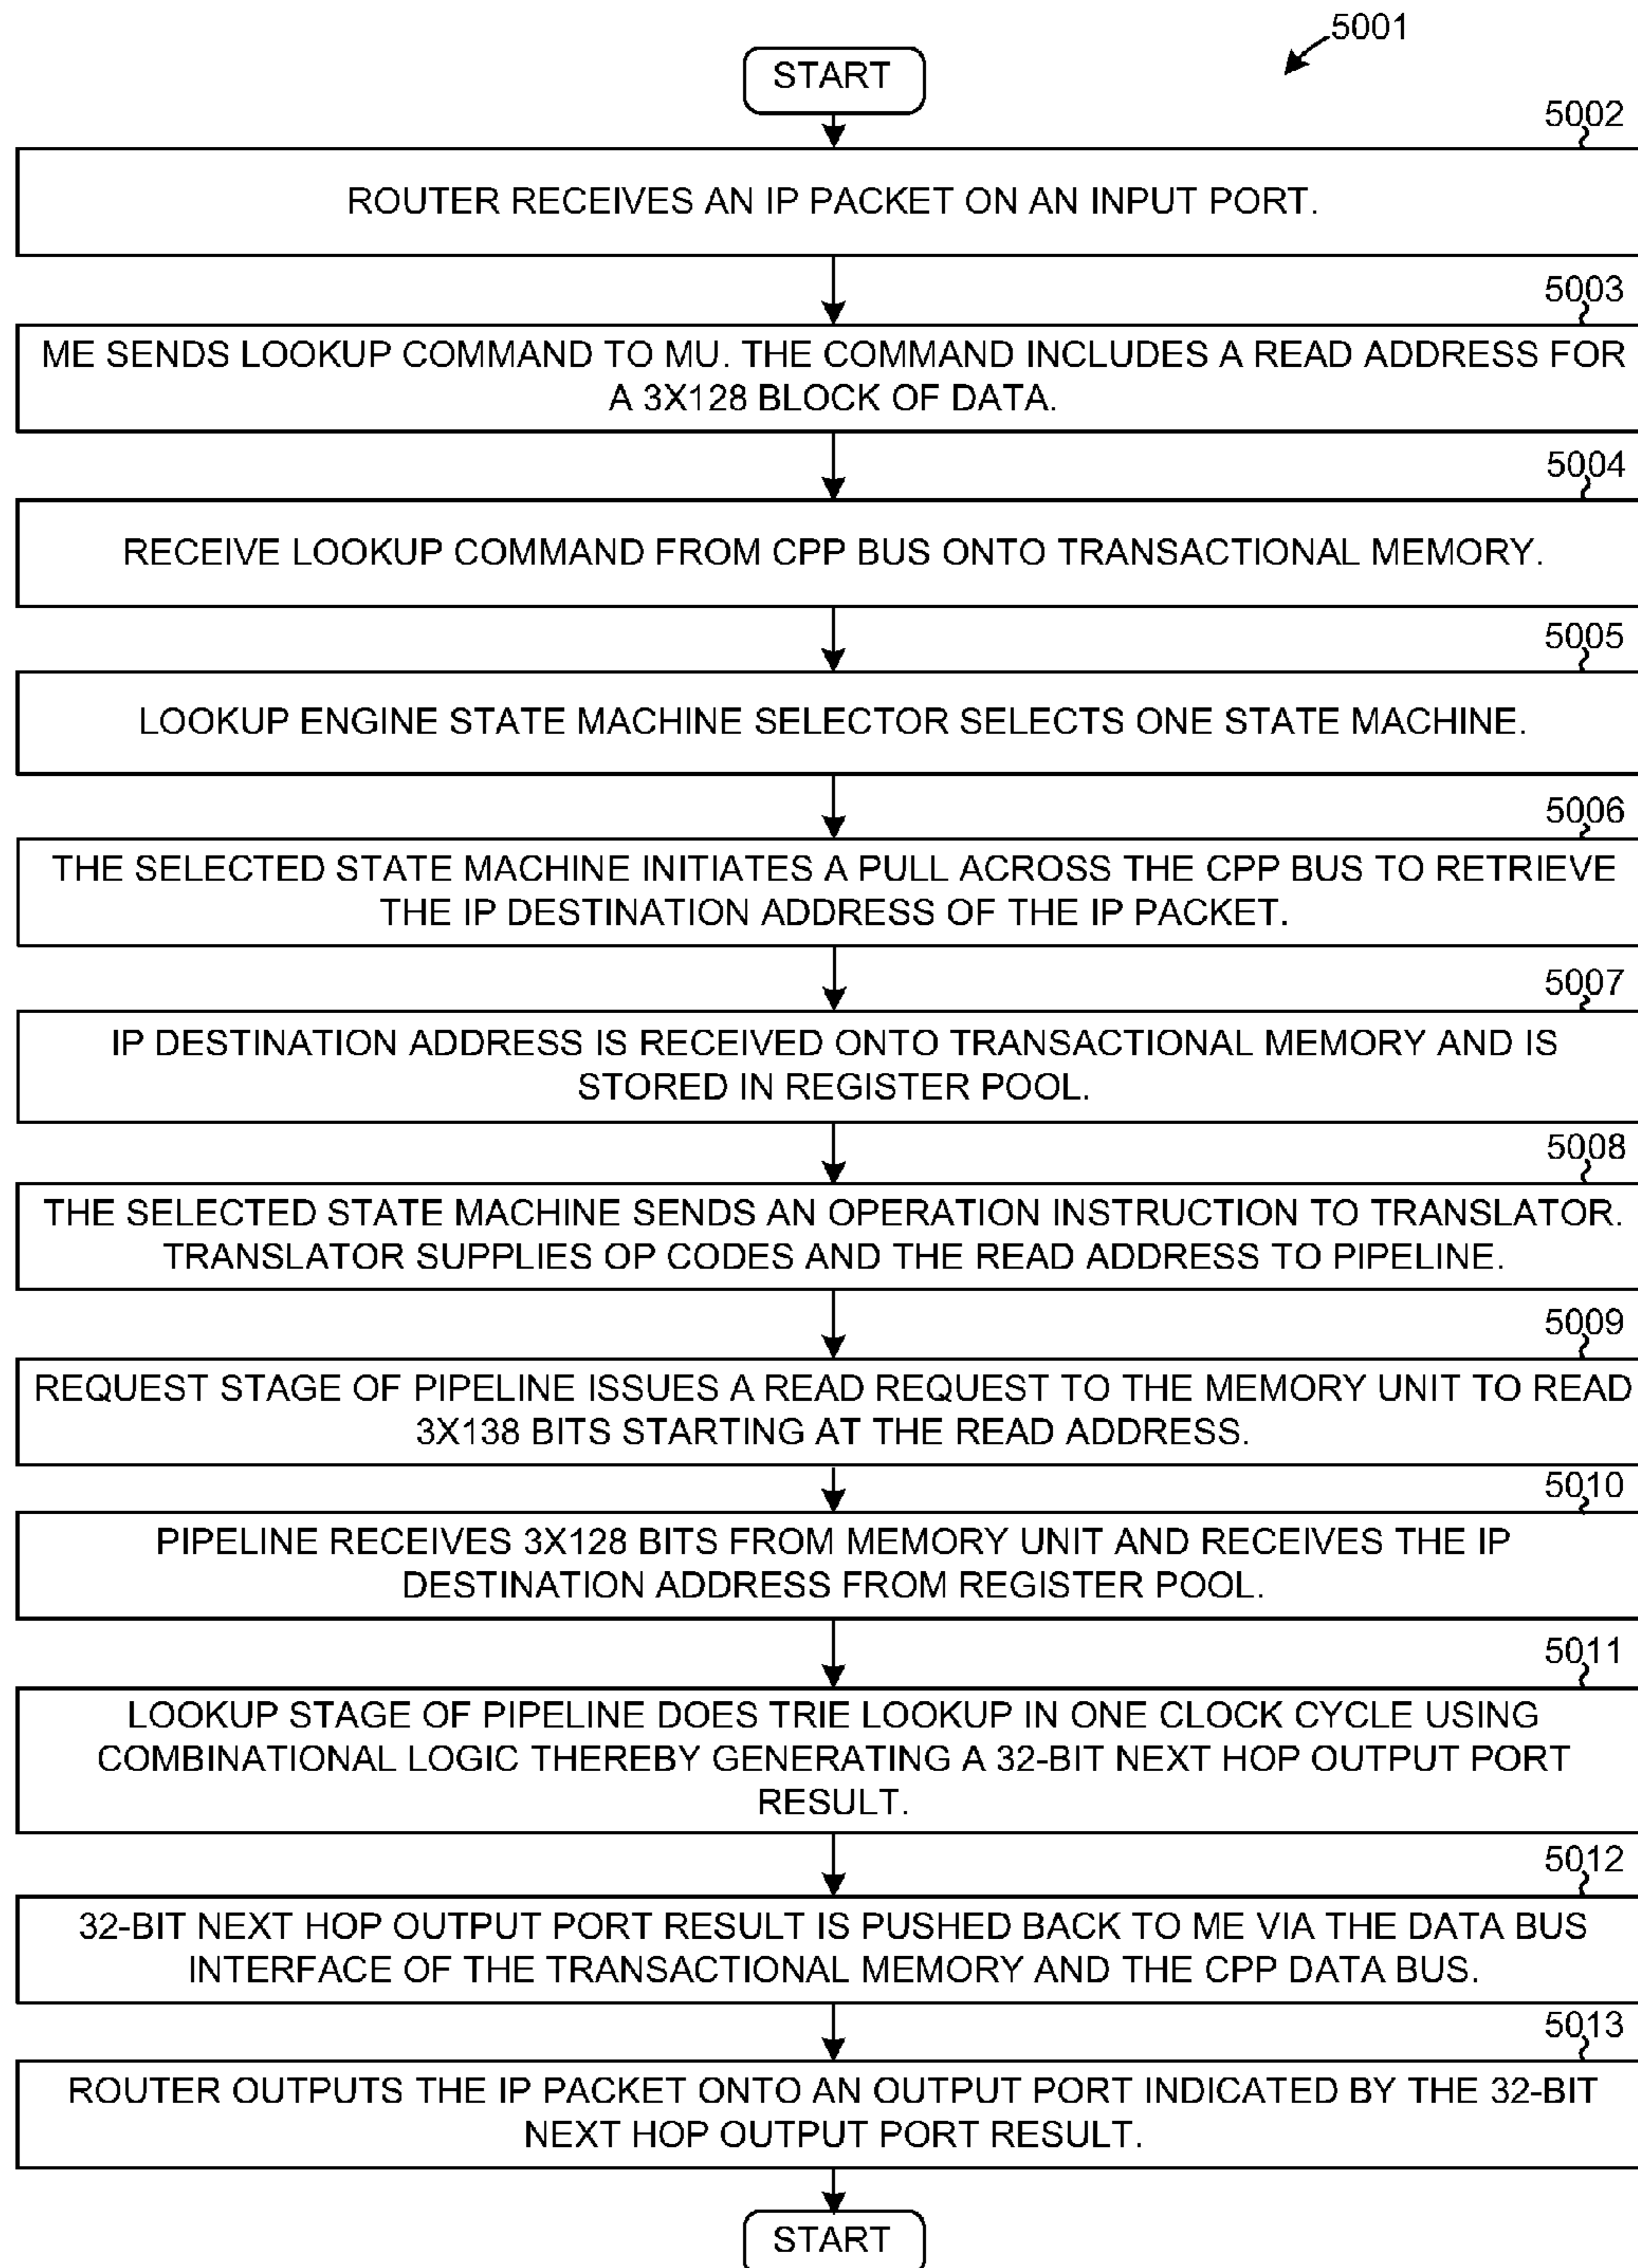 5001
START
5002
ROUTER RECEIVES AN IP PACKET ON AN INPUT PORT.
5003
ME SENDS LOOKUP COMMAND TO MU. THE COMMAND INCLUDES A READ ADDRESS FOR
A 3X128 BLOCK OF DATA.
5004
RECEIVE LOOKUP COMMAND FROM CPP BUS ONTO TRANSACTIONAL MEMORY.
5005
LOOKUP ENGINE STATE MACHINE SELECTOR SELECTS ONE STATE MACHINE.
5006
THE SELECTED STATE MACHINE INITIATES A PULL ACROSS THE CPP BUS TO RETRIEVE
THE IP DESTINATION ADDRESS OF THE IP PACKET.
5007
IP DESTINATION ADDRESS IS RECEIVED ONTO TRANSACTIONAL MEMORY AND IS
STORED IN REGISTER POOL.
5008
THE SELECTED STATE MACHINE SENDS AN OPERATION INSTRUCTION TO TRANSLATOR.
TRANSLATOR SUPPLIES OP CODES AND THE READ ADDRESS TO PIPELINE.
5009
REQUEST STAGE OF PIPELINE ISSUES A READ REQUEST TO THE MEMORY UNIT TO READ
3X138 BITS STARTING AT THE READ ADDRESS.
5010
PIPELINE RECEIVES 3X128 BITS FROM MEMORY UNIT AND RECEIVES THE IP
DESTINATION ADDRESS FROM REGISTER POOL.
5011
LOOKUP STAGE OF PIPELINE DOES TRIE LOOKUP IN ONE CLOCK CYCLE USING
COMBINATIONAL LOGIC THEREBY GENERATING A 32-BIT NEXT HOP OUTPUT PORT
RESULT.
5012
32-BIT NEXT HOP OUTPUT PORT RESULT IS PUSHED BACK TO ME VIA THE DATA BUS
INTERFACE OF THE TRANSACTIONAL MEMORY AND THE CPP DATA BUS.
5013
ROUTER OUTPUTS THE IP PACKET ONTO AN OUTPUT PORT INDICATED BY THE 32-BIT
NEXT HOP OUTPUT PORT RESULT.
START